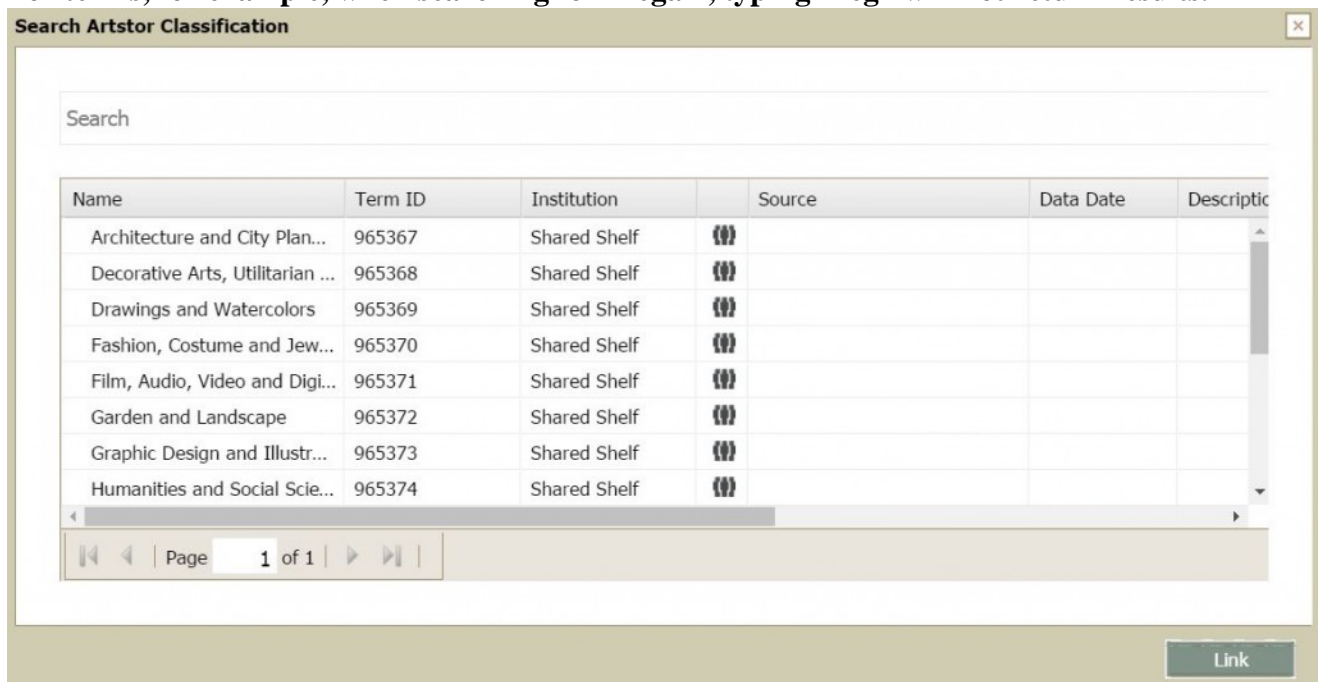 Search Artstor Classification
Search
Name Term ID Institution Source Data Date Descriptic
Architecture and City Plan... 965367 Shared Shelf
Decorative Arts, Utilitarian ... 965368 Shared Shelf
Drawings and Watercolors 965369 Shared Shelf
Fashion, Costume and Jew... 965370 Shared Shelf
Film, Audio, Video and Digi... 965371 Shared Shelf
Garden and Landscape 965372 Shared Shelf
Graphic Design and Illustr... 965373 Shared Shelf
Humanities and Social Scie... 965374 Shared Shelf
Page 1 of 1
Link